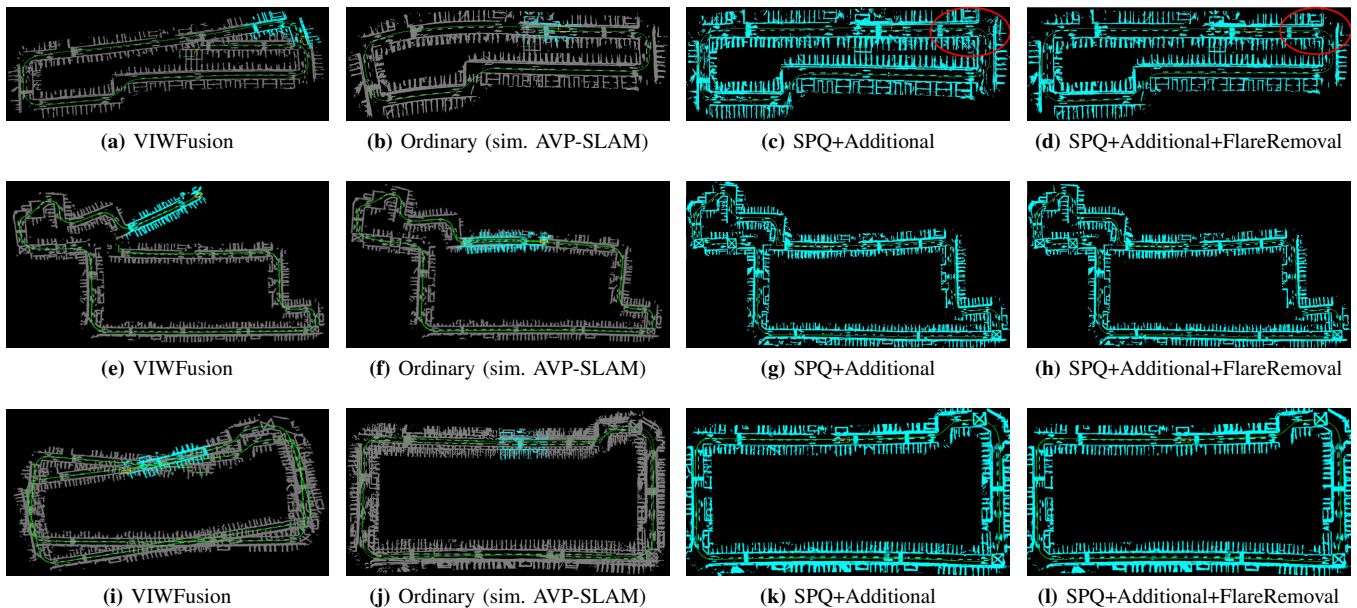 (a) VIWFusion
(b) Ordinary (sim. AVP-SLAM)
(c) SPQ+Additional
(d) SPQ+Additional+FlareRemoval
(e) VIWFusion
(f) Ordinary (sim. AVP-SLAM)
(g) SPQ+Additional
(h) SPQ+Additional+FlareRemoval
(i) VIWFusion
(j) Ordinary (sim. AVP-SLAM)
(k) SPQ+Additional
(l) SPQ+Additional+FlareRemoval